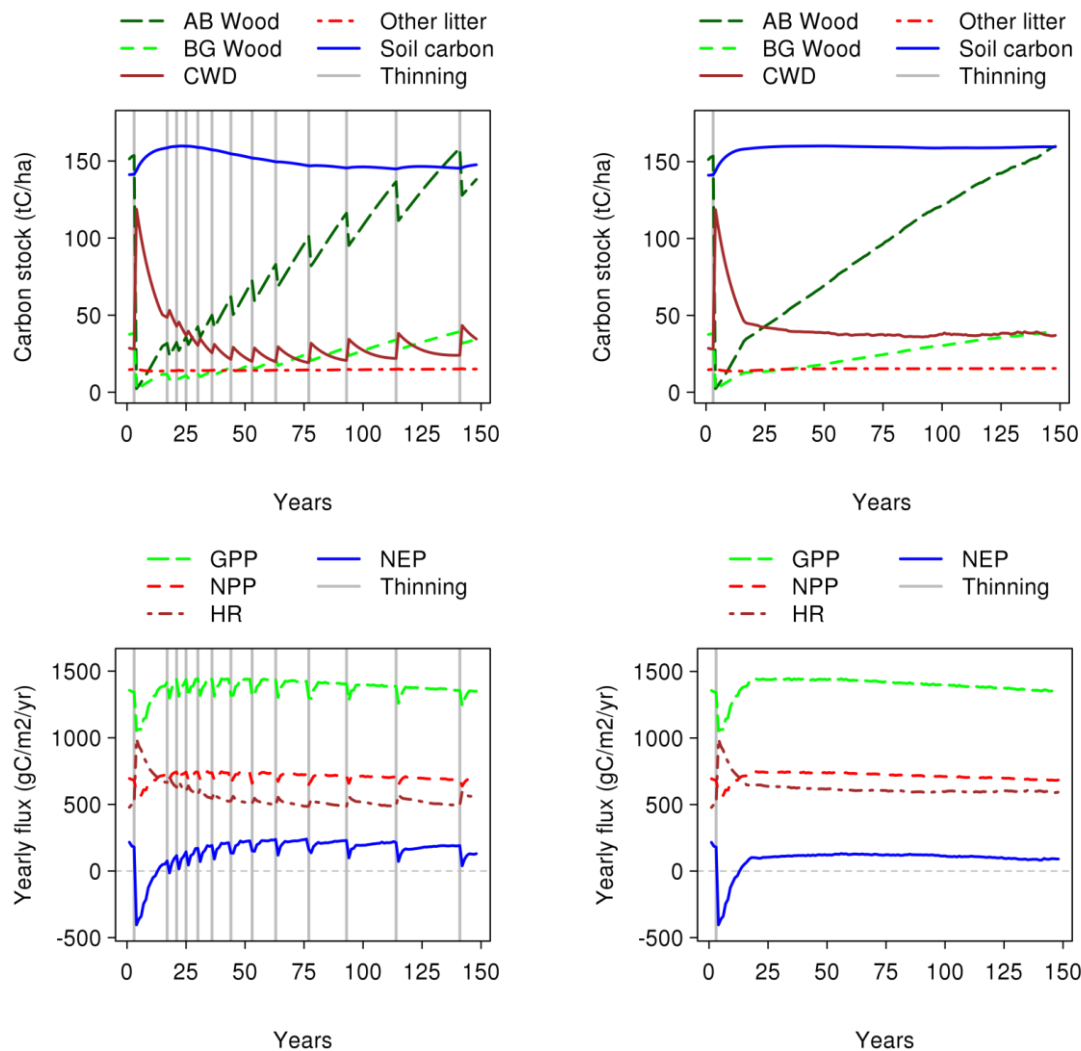 AB Wood Other litter
BG Wood Soil carbon
CWD Thinning
Carbon stock (tC/ha)
150
100
50
0
0 25 50 75 100 125 150
Years
AB Wood Other litter
BG Wood Soil carbon
CWD Thinning
Carbon stock (tC/ha)
150
100
50
0
0 25 50 75 100 125 150
Years
GPP NEP
NPP Thinning
HR
Yearly flux (gC/m2/yr)
1500
1000
500
0
-500
0 25 50 75 100 125 150
Years
GPP NEP
NPP Thinning
HR
Yearly flux (gC/m2/yr)
1500
1000
500
0
-500
0 25 50 75 100 125 150
Years